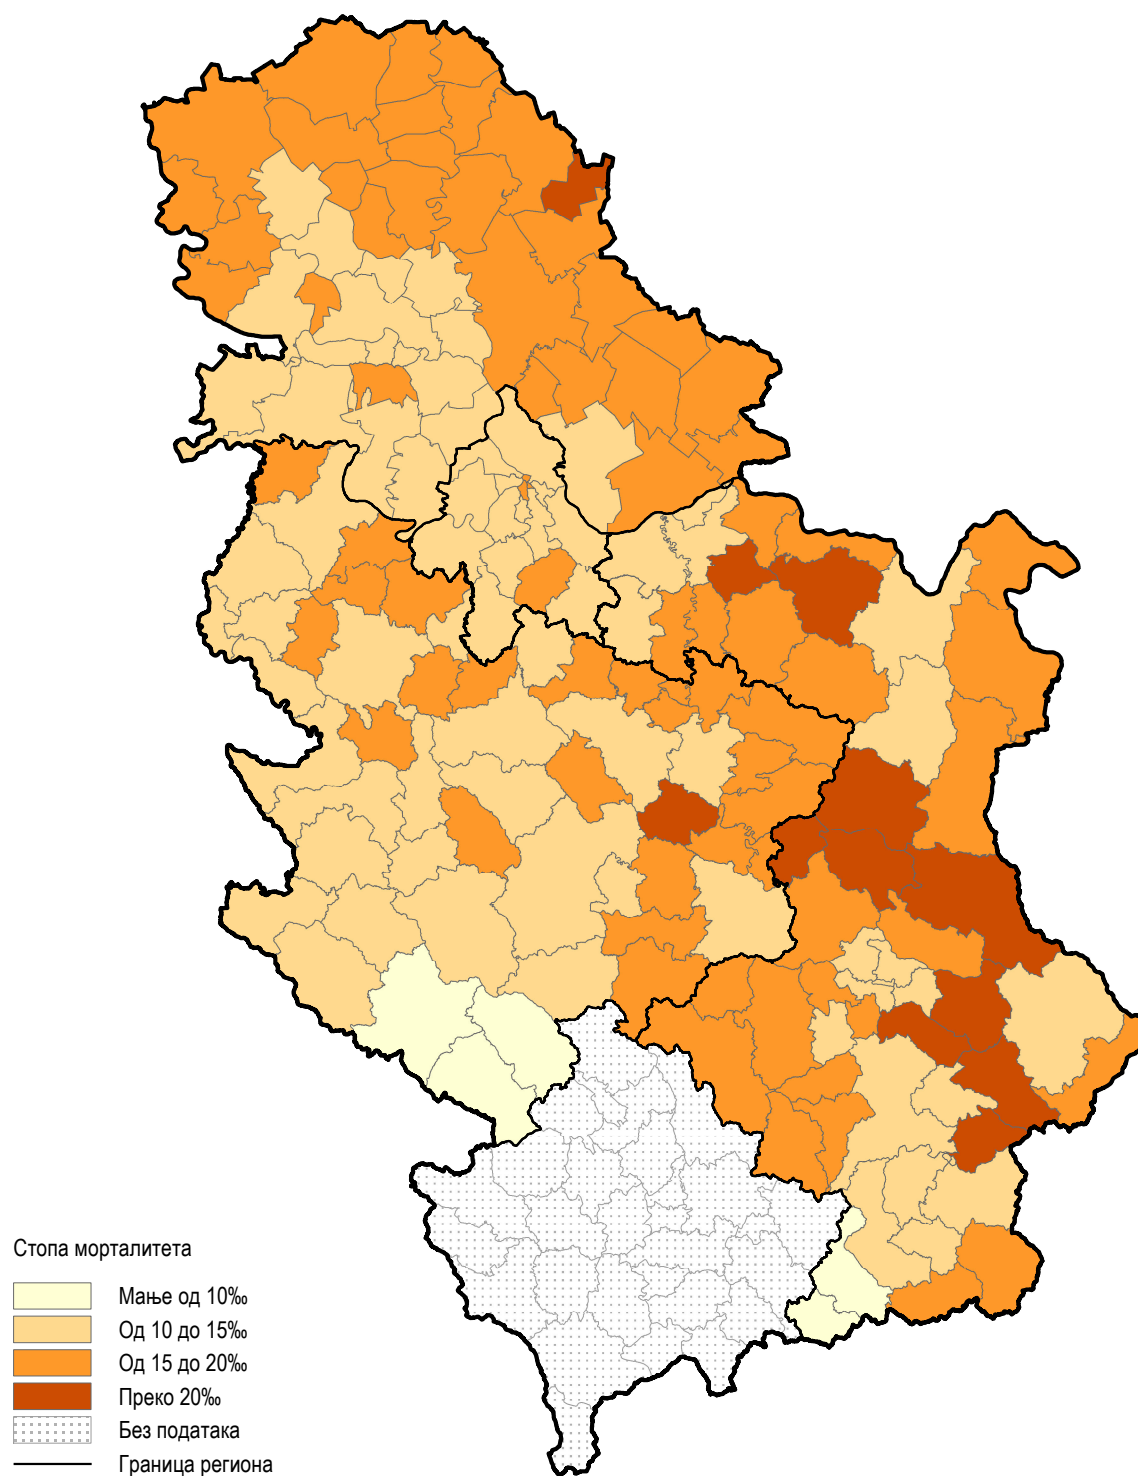 Стопа морталитета
Мање од 10‰
Од 10 до 15‰
Од 15 до 20‰
Преко 20‰
Без података
Граница региона